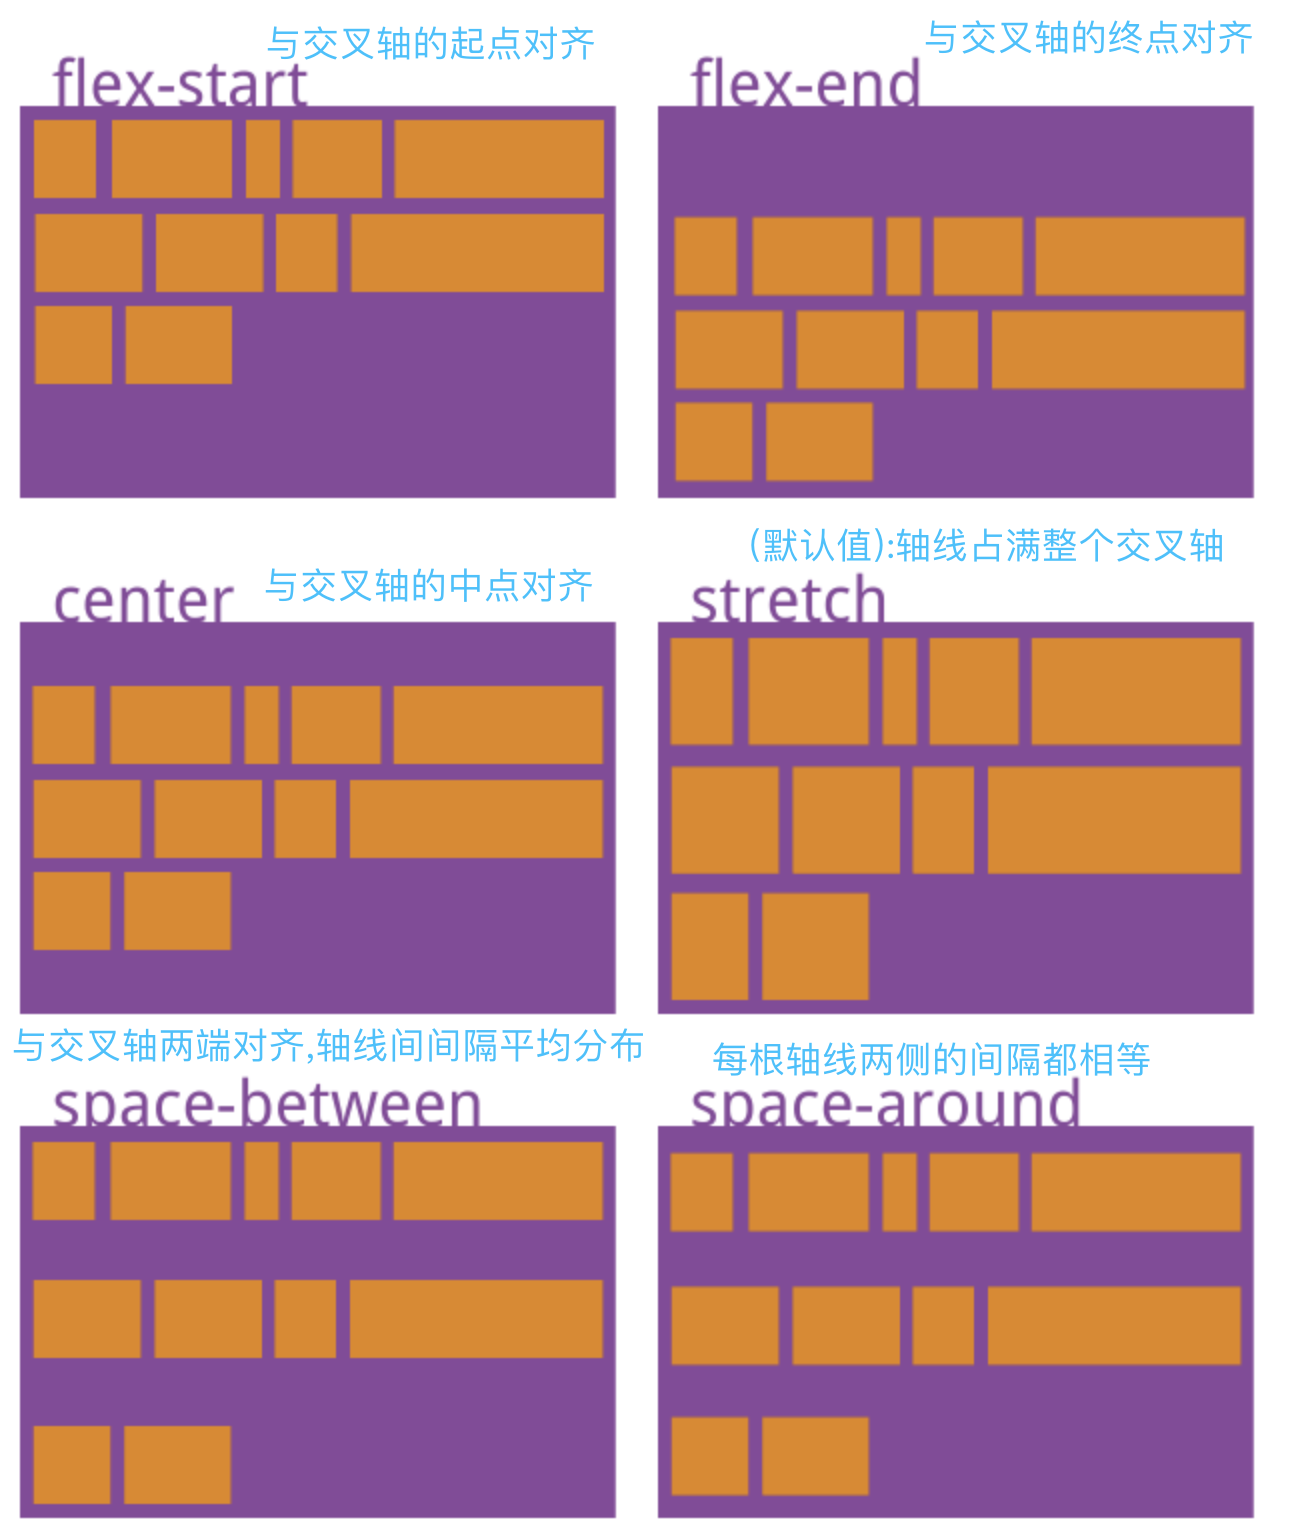 与交叉轴的起点对齐
flex-start
与交叉轴的终点对齐
flex-end
与交叉轴的中点对齐
center
(默认值):轴线占满整个交叉轴
stretch
与交叉轴两端对齐,轴线间间隔平均分布
space-between
每根轴线两侧的间隔都相等
space-around